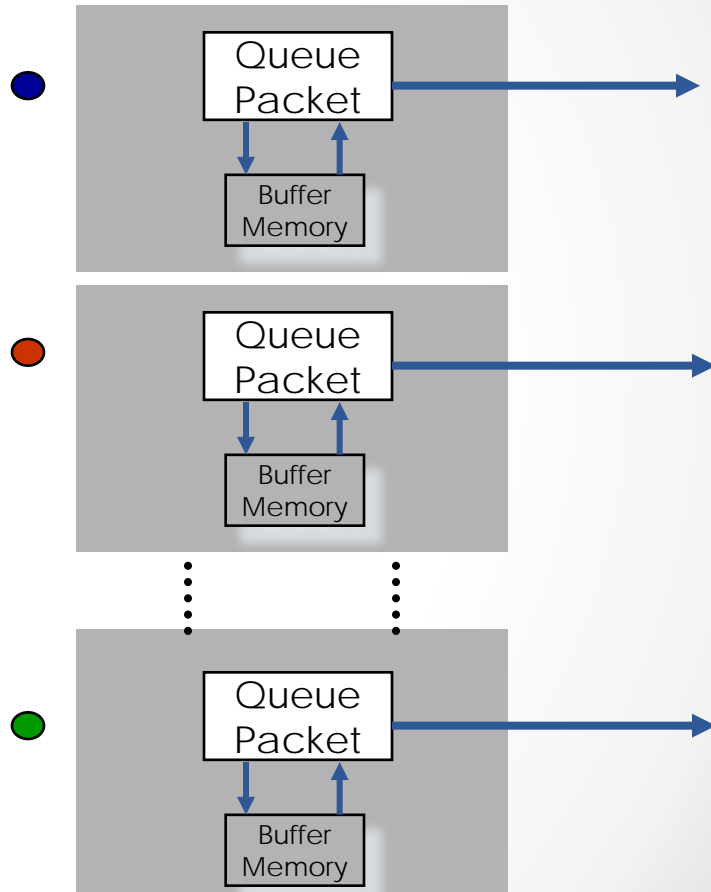 Queue
Packet
Buffer
Memory
Queue
Packet
Buffer
Memory
Queue
Packet
Buffer
Memory